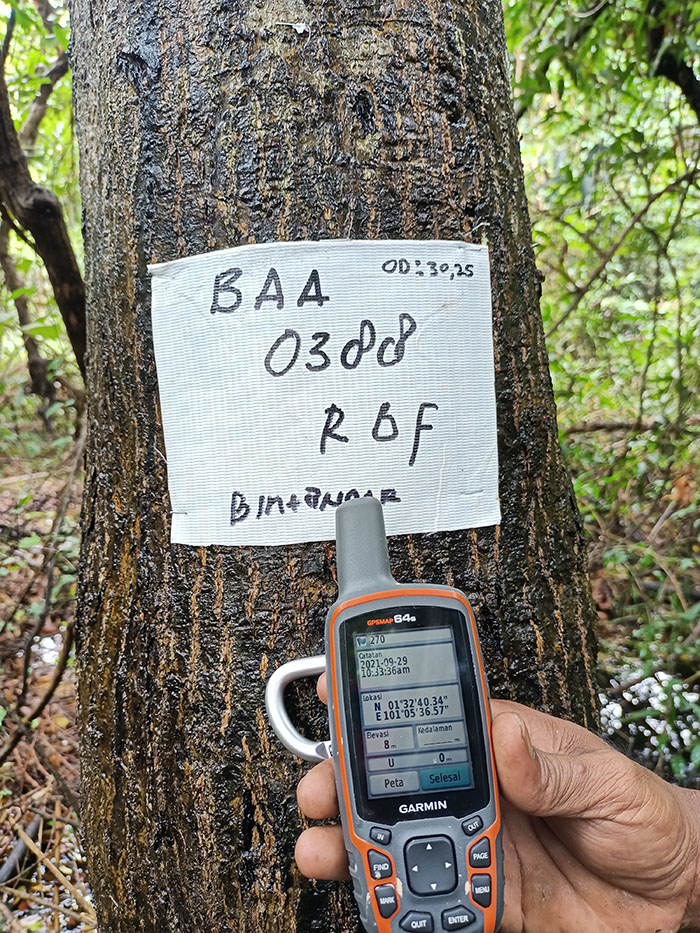 BAA OD:30,25
0388
RBF
GPSMAP 64s
270
Catatan
2021-09-29
10:33:36am
Lokasi
N 01°32'40.34"
E 101°05'36.57"
Elevasi Kedalaman
8m
U 0m
Peta Selesai
GARMIN
IN OUT
FIND PAGE
MARK MENU
QUIT ENTER